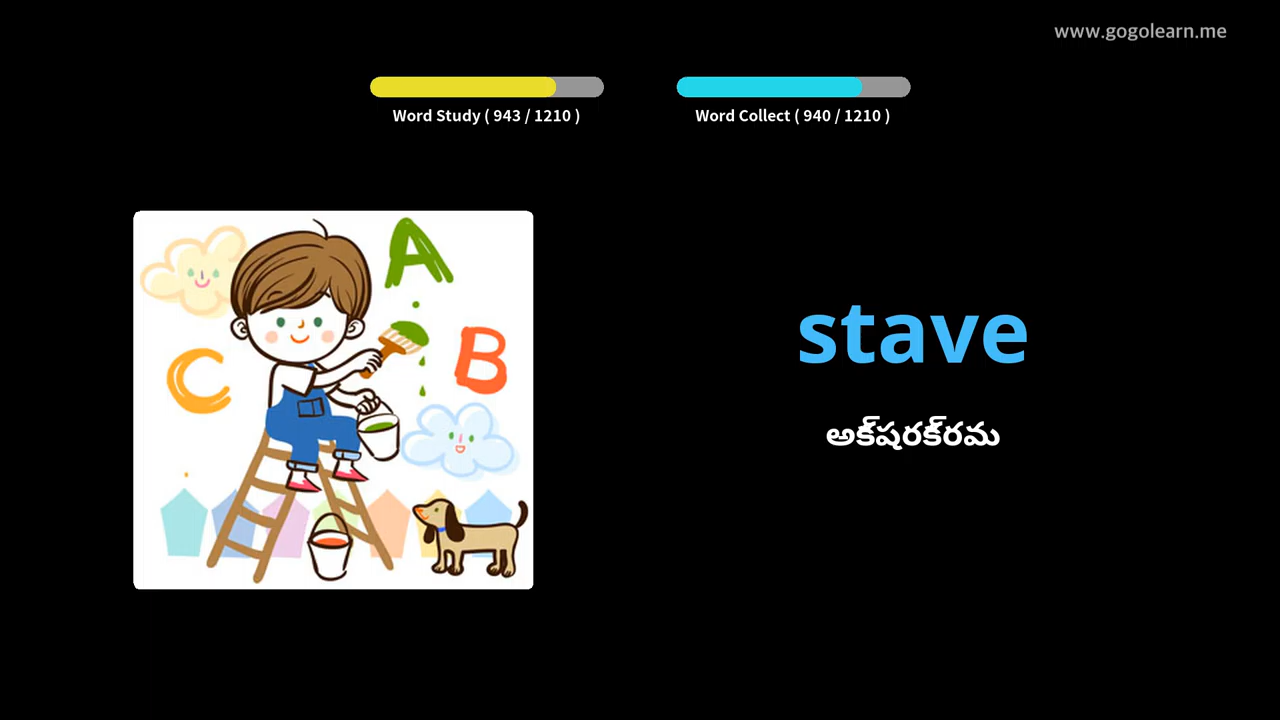 www.gogolearn.me
Word Study ( 943 / 1210 )
Word Collect ( 940 / 1210 )
A
B
C
stave
అక్‌షరక్‌రమ